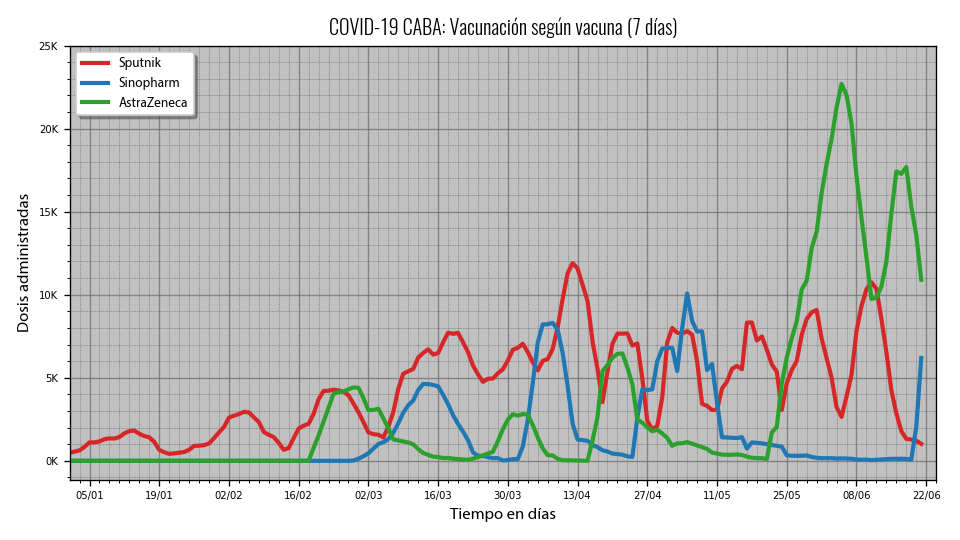 COVID-19 CABA: Vacunación según vacuna (7 días)
25K
Sputnik
Sinopharm
AstraZeneca
20K
15K
10K
5K
0K
Dosis administradas
05/01 19/01 02/02 16/02 02/03 16/03 30/03 13/04 27/04 11/05 25/05 08/06 22/06
Tiempo en días